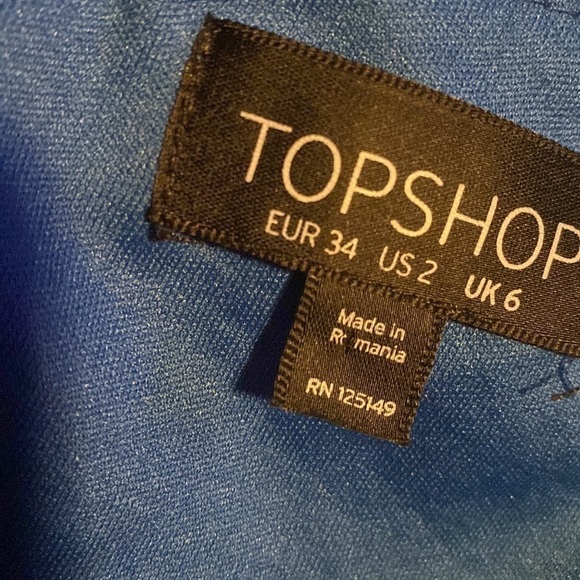 TOPSHOP
EUR 34 US 2 UK 6
Made in
Romania
RN 125149